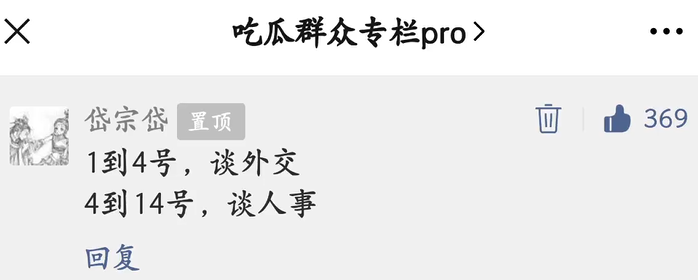 吃瓜群众专栏pro
岱宗岱 置顶
369
1到4号，谈外交
4到14号，谈人事
回复